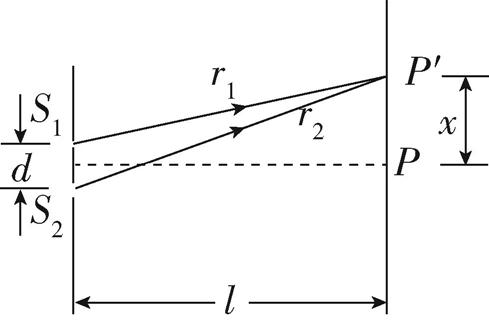 P′
r₁
S₁
r₂
x
d
P
S₂
l